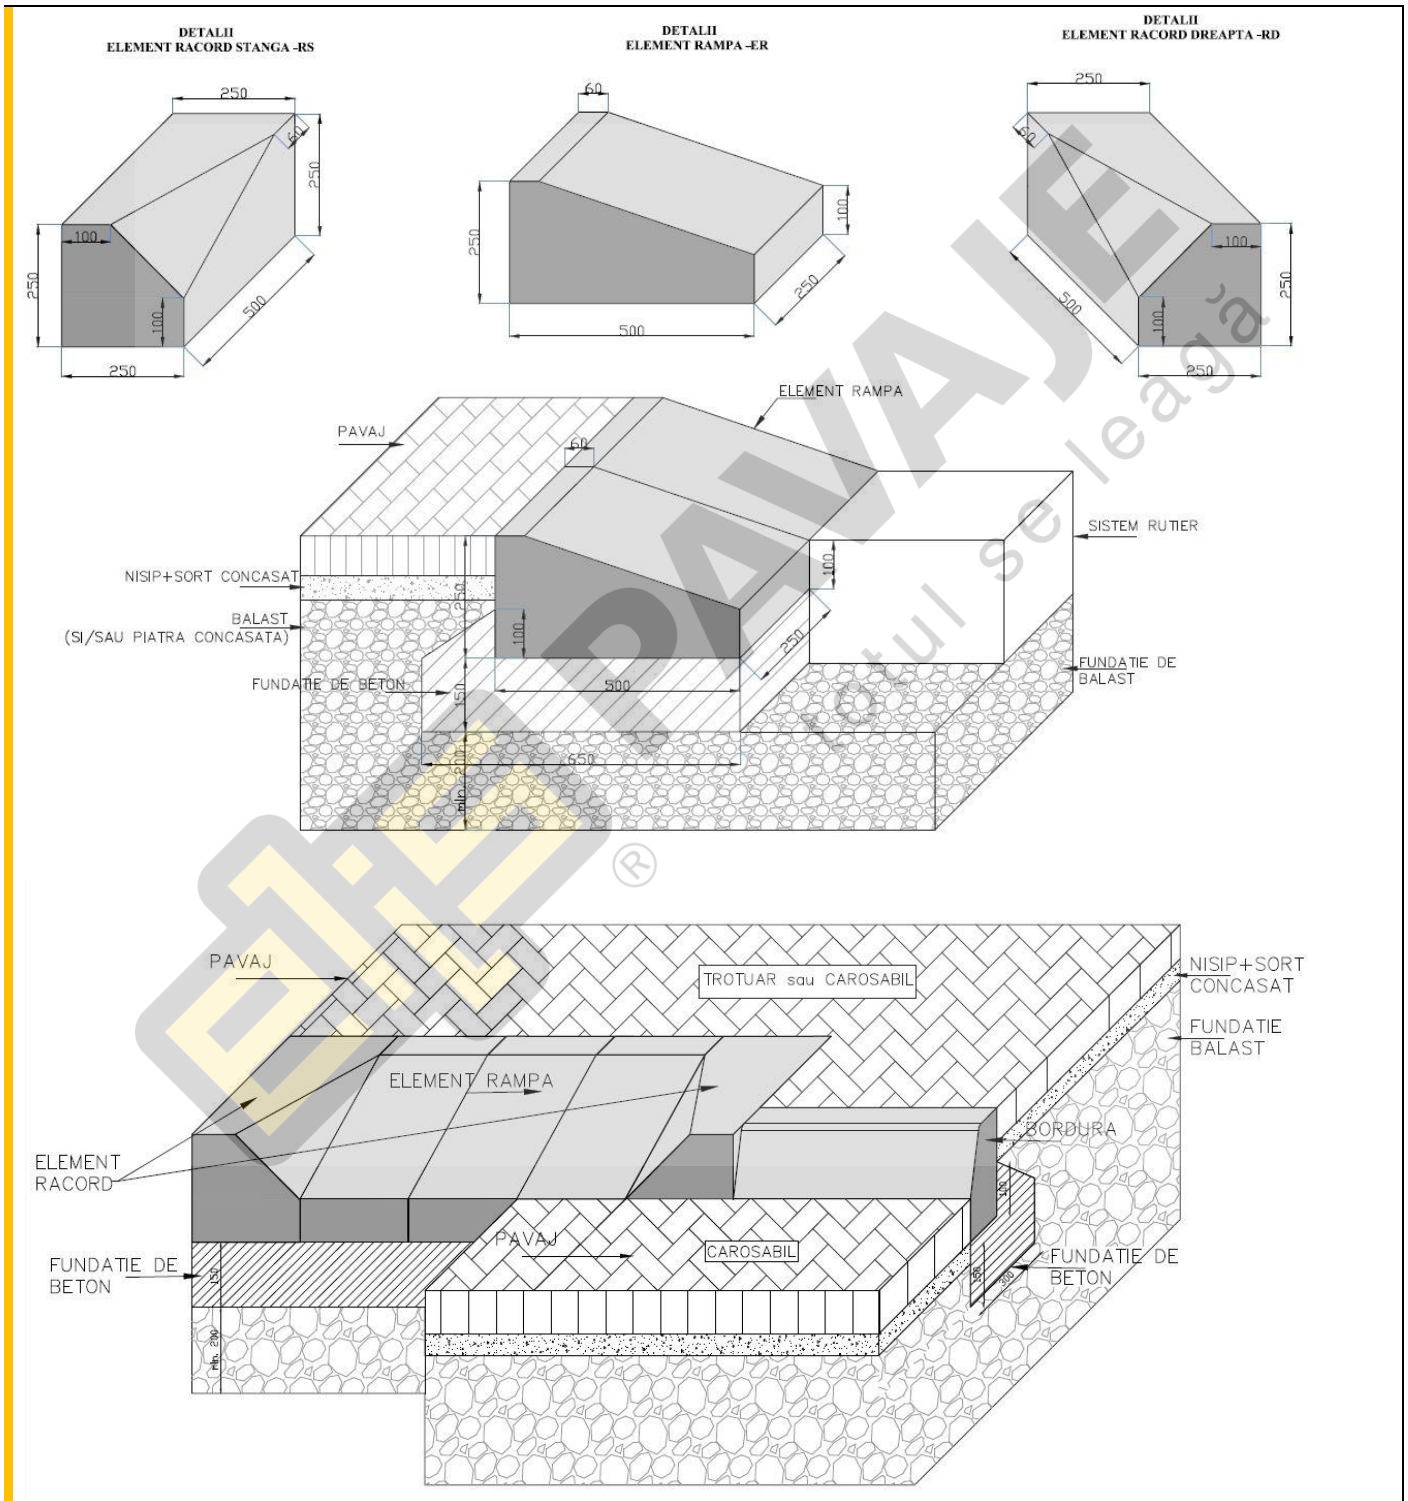 DETALII
ELEMENT RACORD STANGA -RS
DETALII
ELEMENT RAMPA -ER
DETALII
ELEMENT RACORD DREAPTA -RD
250
60
250
100
250
100
500
250
60
250
100
250
500
250
60
100
250
500
100
250
ELEMENT RAMPA
PAVAJ
60
SISTEM RUTIER
NISIP+SORT CONCASAT
250
100
BALAST
(SI/SAU PIATRA CONCASATA)
100
250
FUNDATIE DE BETON
150
500
FUNDATIE DE
BALAST
650
min. 200
PAVAJE
totul se leagă
elis
®
PAVAJ
TROTUAR sau CAROSABIL
NISIP+SORT
CONCASAT
FUNDATIE
BALAST
ELEMENT RAMPA
BORDURA
ELEMENT
RACORD
100
PAVAJ
CAROSABIL
FUNDATIE DE
BETON
150
150
300
FUNDATIE DE
BETON
min. 200